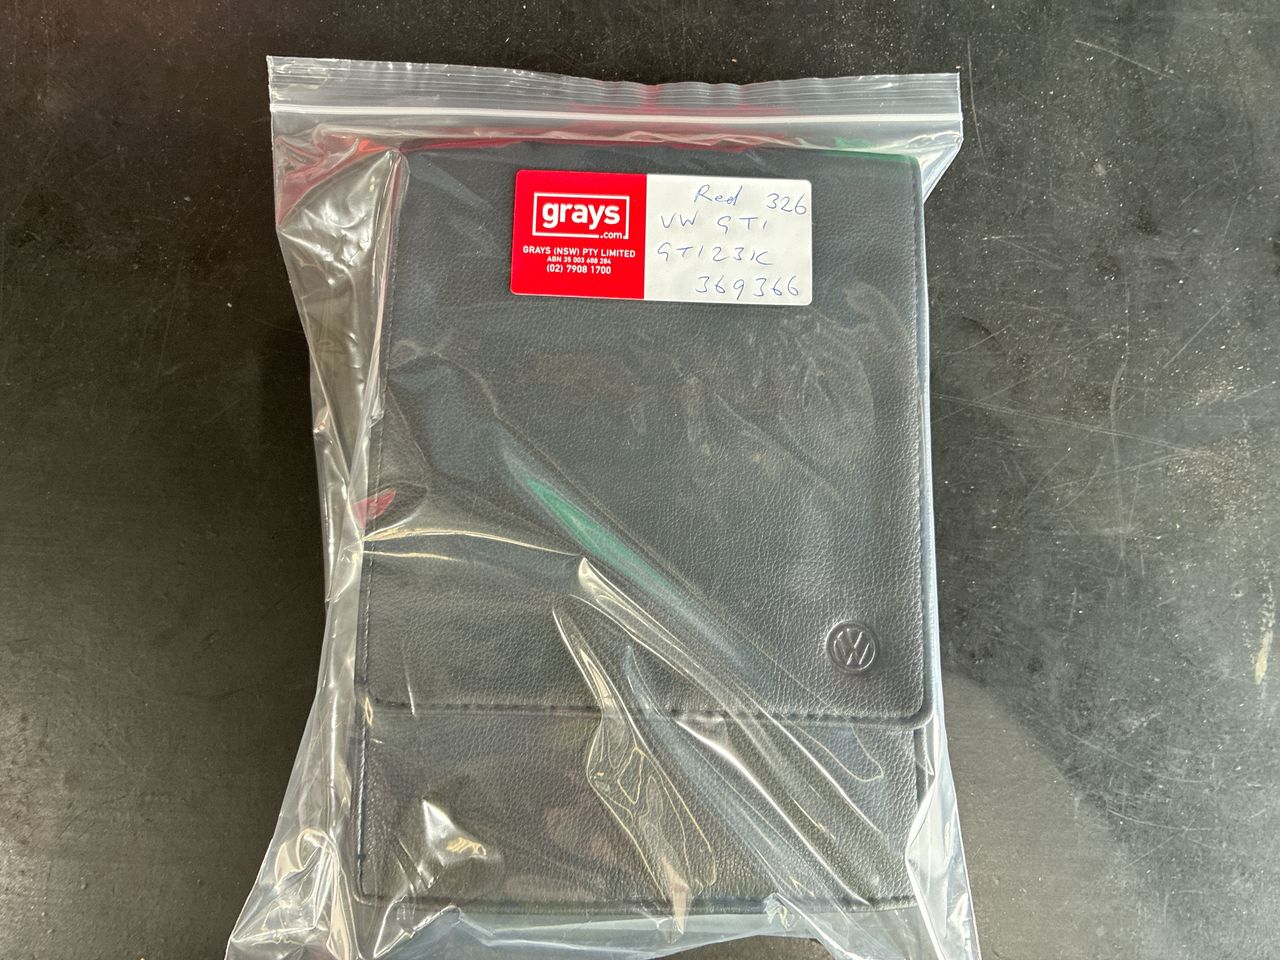 grays
.com
GRAYS (NSW) PTY LIMITED
ABN 35 003 688 284
(02) 7908 1700
Red 326
VW GTI
GTI23K
369366
VW